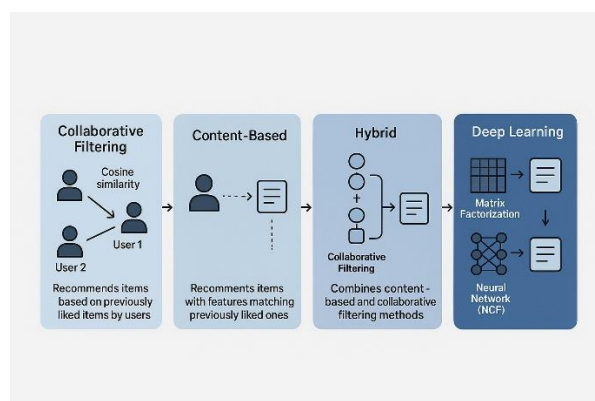 Collaborative
Filtering
Cosine
similarity
User 1
User 2
Recommends items
based on previously
liked items by users
Content-Based
Recomments items
with features matching
previously liked ones
Hybrid
+
Collaborative
Filtering
Combines content-
based and collaborative
filtering methods
Deep Learning
Matrix
Factorization
Neural
Network
(NCF)